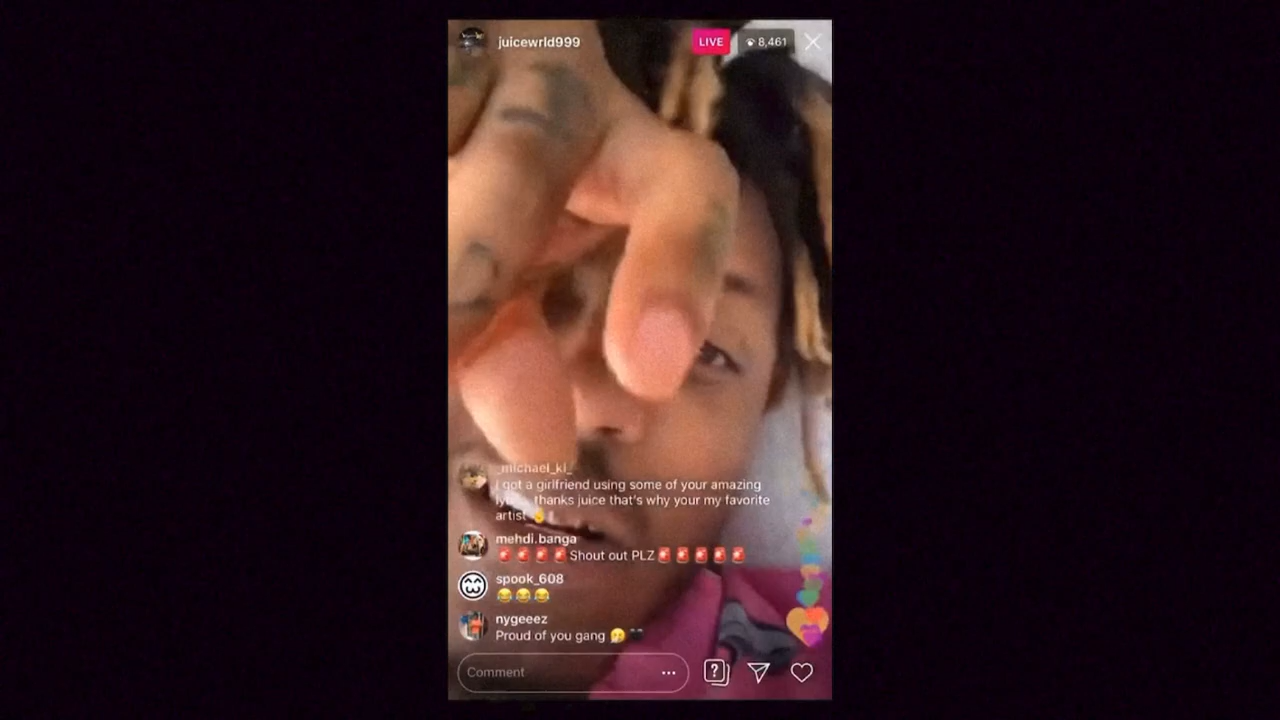 juicewrld999
LIVE
8,461
_michael_kl_
i got a girlfriend using some of your amazing
thanks juice that's why your my favorite
artist
mehdi.banga
🚨🚨🚨🚨Shout out PLZ🚨🚨🚨🚨🚨
spook_608
😂😂😂
nygeeez
Proud of you gang 😢🖤
Comment
?